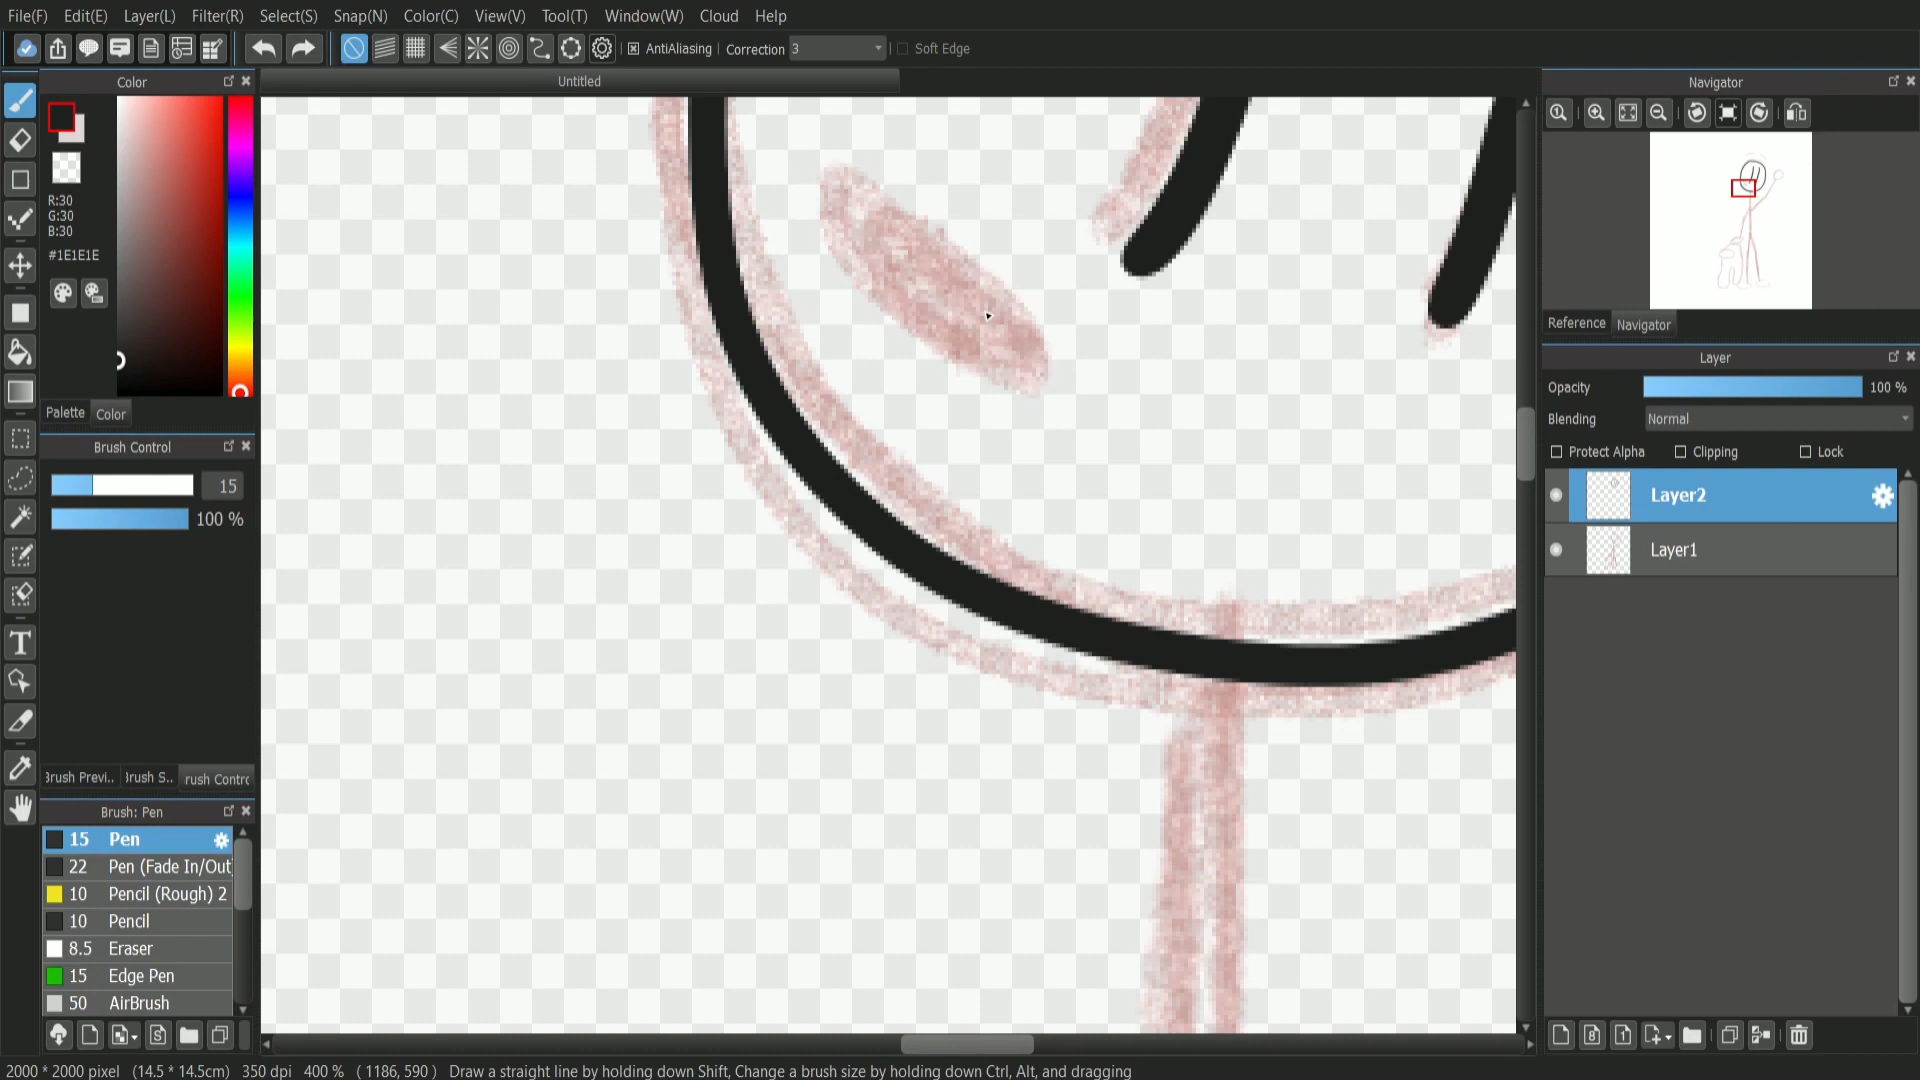 File(F) Edit(E) Layer(L) Filter(R) Select(S) Snap(N) Color(C) View(V) Tool(T) Window(W) Cloud Help
AntiAliasing Correction 3 Soft Edge
Color
Untitled
Navigator
R:30
G:30
B:30
#1E1E1E
Reference Navigator
Layer
Opacity 100 %
Palette Color
Blending Normal
Brush Control
Protect Alpha Clipping Lock
15
Layer2
100 %
Layer1
Brush Previ.. Brush S.. rush Contro
Brush: Pen
15 Pen
22 Pen (Fade In/Out)
10 Pencil (Rough) 2
10 Pencil
8.5 Eraser
15 Edge Pen
50 AirBrush
2000 * 2000 pixel (14.5 * 14.5cm) 350 dpi 400 % ( 1186, 590 ) Draw a straight line by holding down Shift, Change a brush size by holding down Ctrl, Alt, and dragging